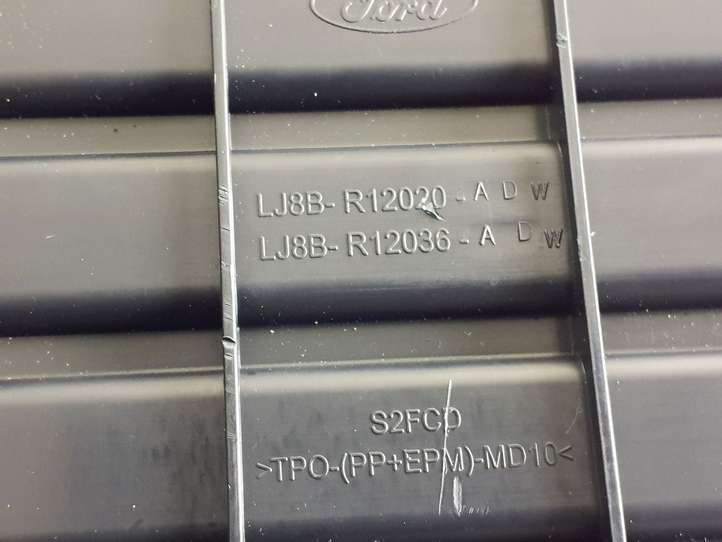 Ford
LJ8B- R12020 - A D W
LJ8B- R12036 - A D W
S2FCD
>TPO-(PP+EPM)-MD10<